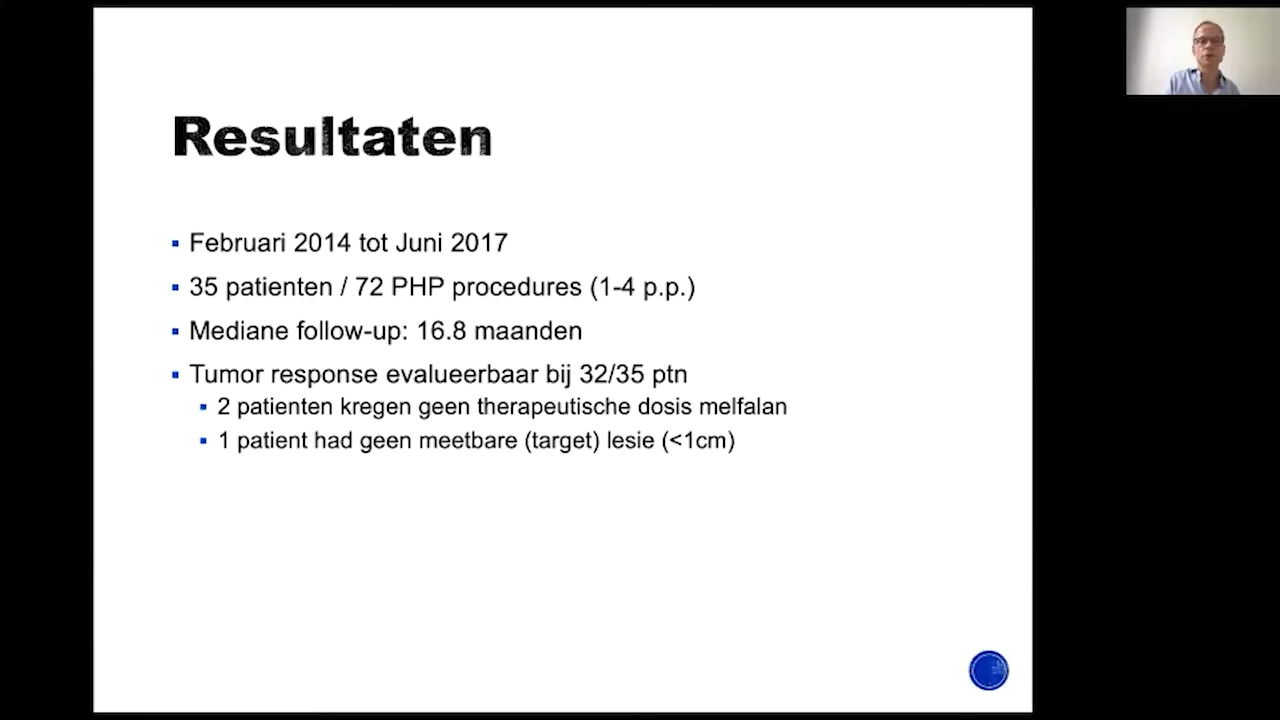 Resultaten
Februari 2014 tot Juni 2017
35 patienten / 72 PHP procedures (1-4 p.p.)
Mediane follow-up: 16.8 maanden
Tumor response evalueerbaar bij 32/35 ptn
2 patienten kregen geen therapeutische dosis melfalan
1 patient had geen meetbare (target) lesie (<1cm)